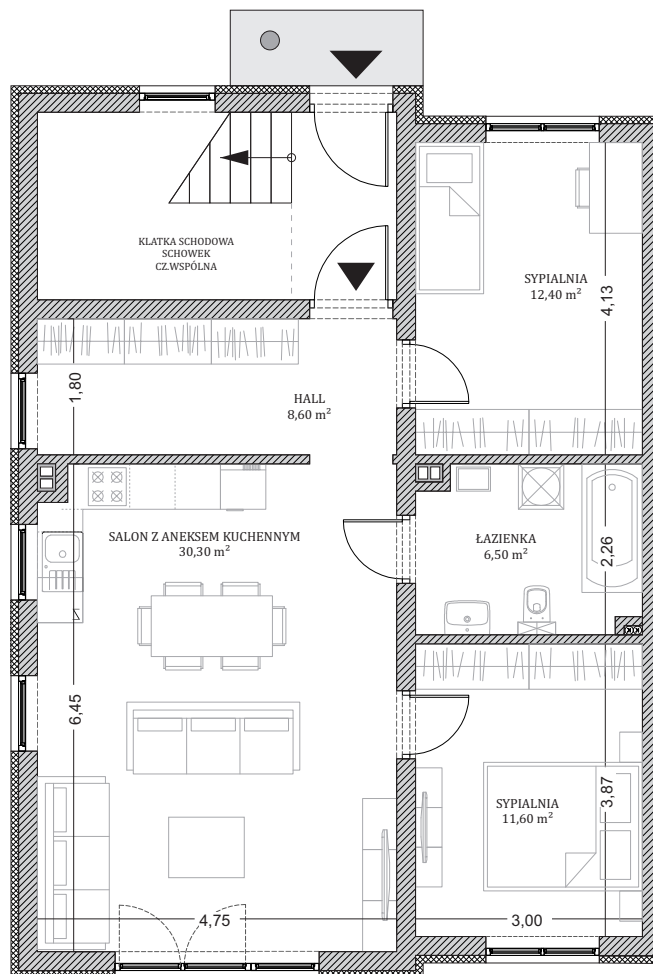 KLATKA SCHODOWA
SCHOWEK
CZ.WSPÓLNA
SYPIALNIA
12,40 m²
4,13
1,80
HALL
8,60 m²
SALON Z ANEKSEM KUCHENNYM
30,30 m²
ŁAZIENKA
6,50 m²
2,26
6,45
SYPIALNIA
11,60 m²
3,87
4,75
3,00